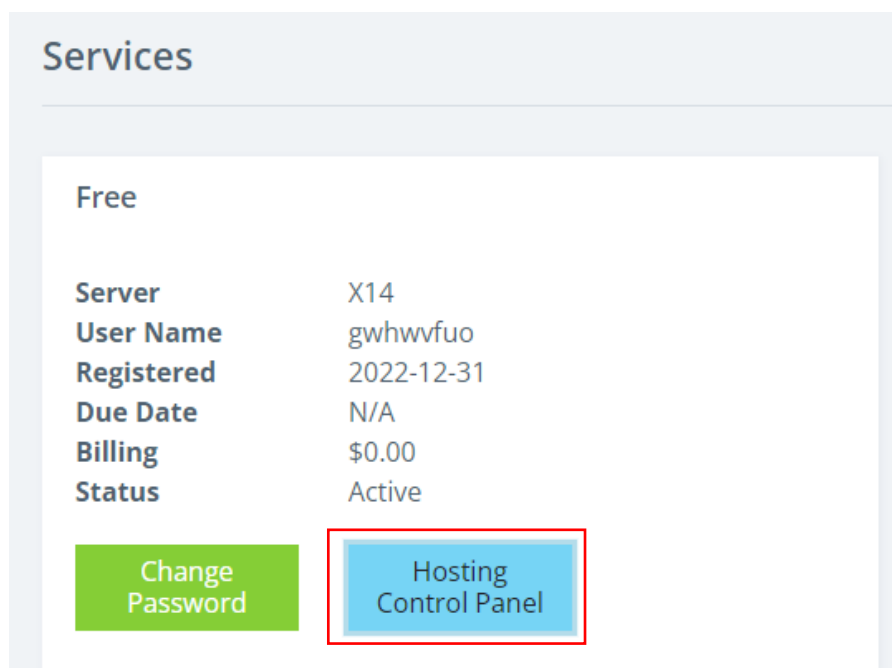 Services
Free
Server X14
User Name gwhwvfuo
Registered 2022-12-31
Due Date N/A
Billing $0.00
Status Active
Change
Password
Hosting
Control Panel